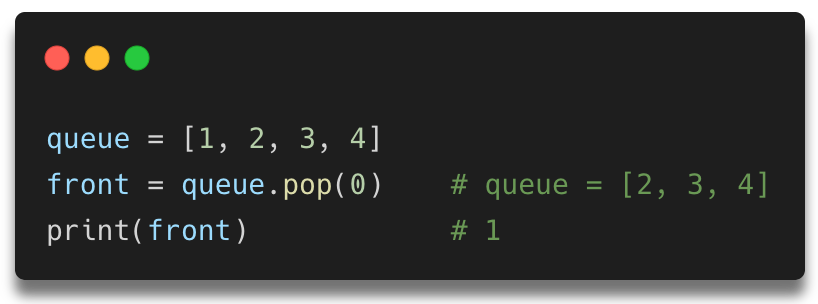 queue = [1, 2, 3, 4]
front = queue.pop(0)    # queue = [2, 3, 4]
print(front)            # 1